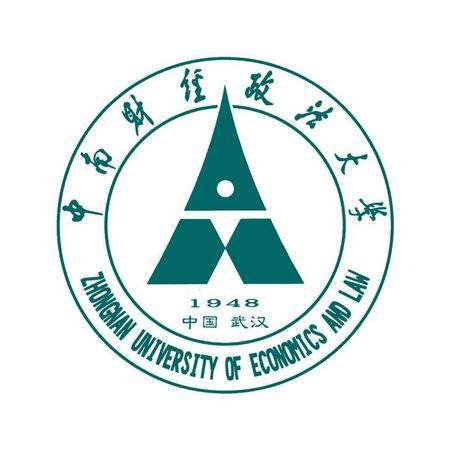 中南财经政法大学
1948
中国 武汉
ZHONGNAN UNIVERSITY OF ECONOMICS AND LAW